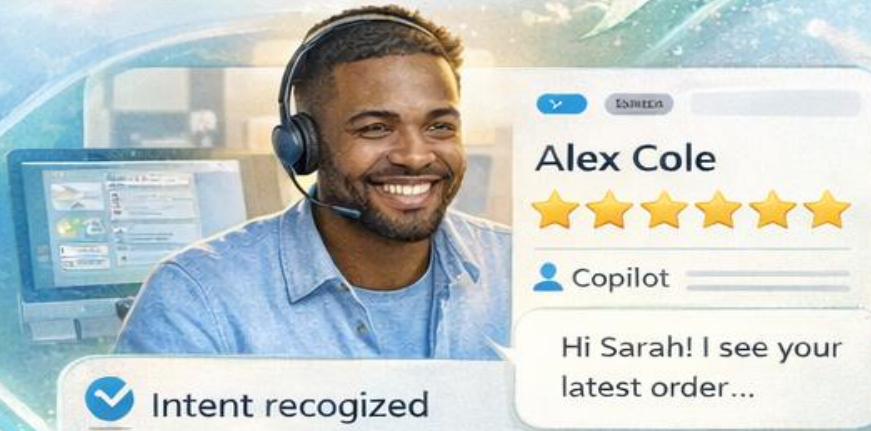 Alex Cole
Copilot
Hi Sarah! I see your
latest order...
Intent recogized